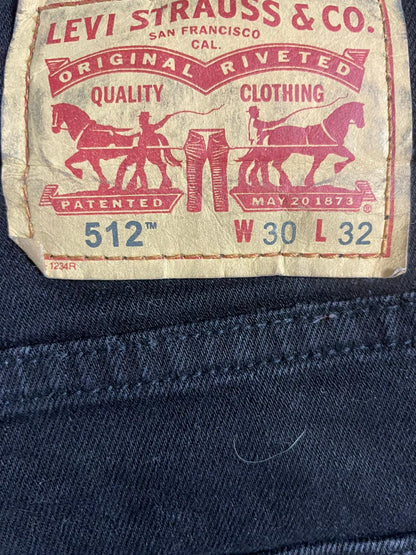 LEVI STRAUSS & CO.
SAN FRANCISCO
CAL.
ORIGINAL RIVETED
QUALITY CLOTHING
PATENTED MAY 20 1873 ®
512™ W 30 L 32
1234R